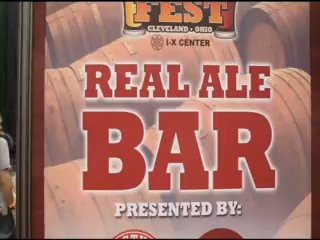 FEST
CLEVELAND • OHIO
I-X CENTER
REAL ALE
BAR
PRESENTED BY: